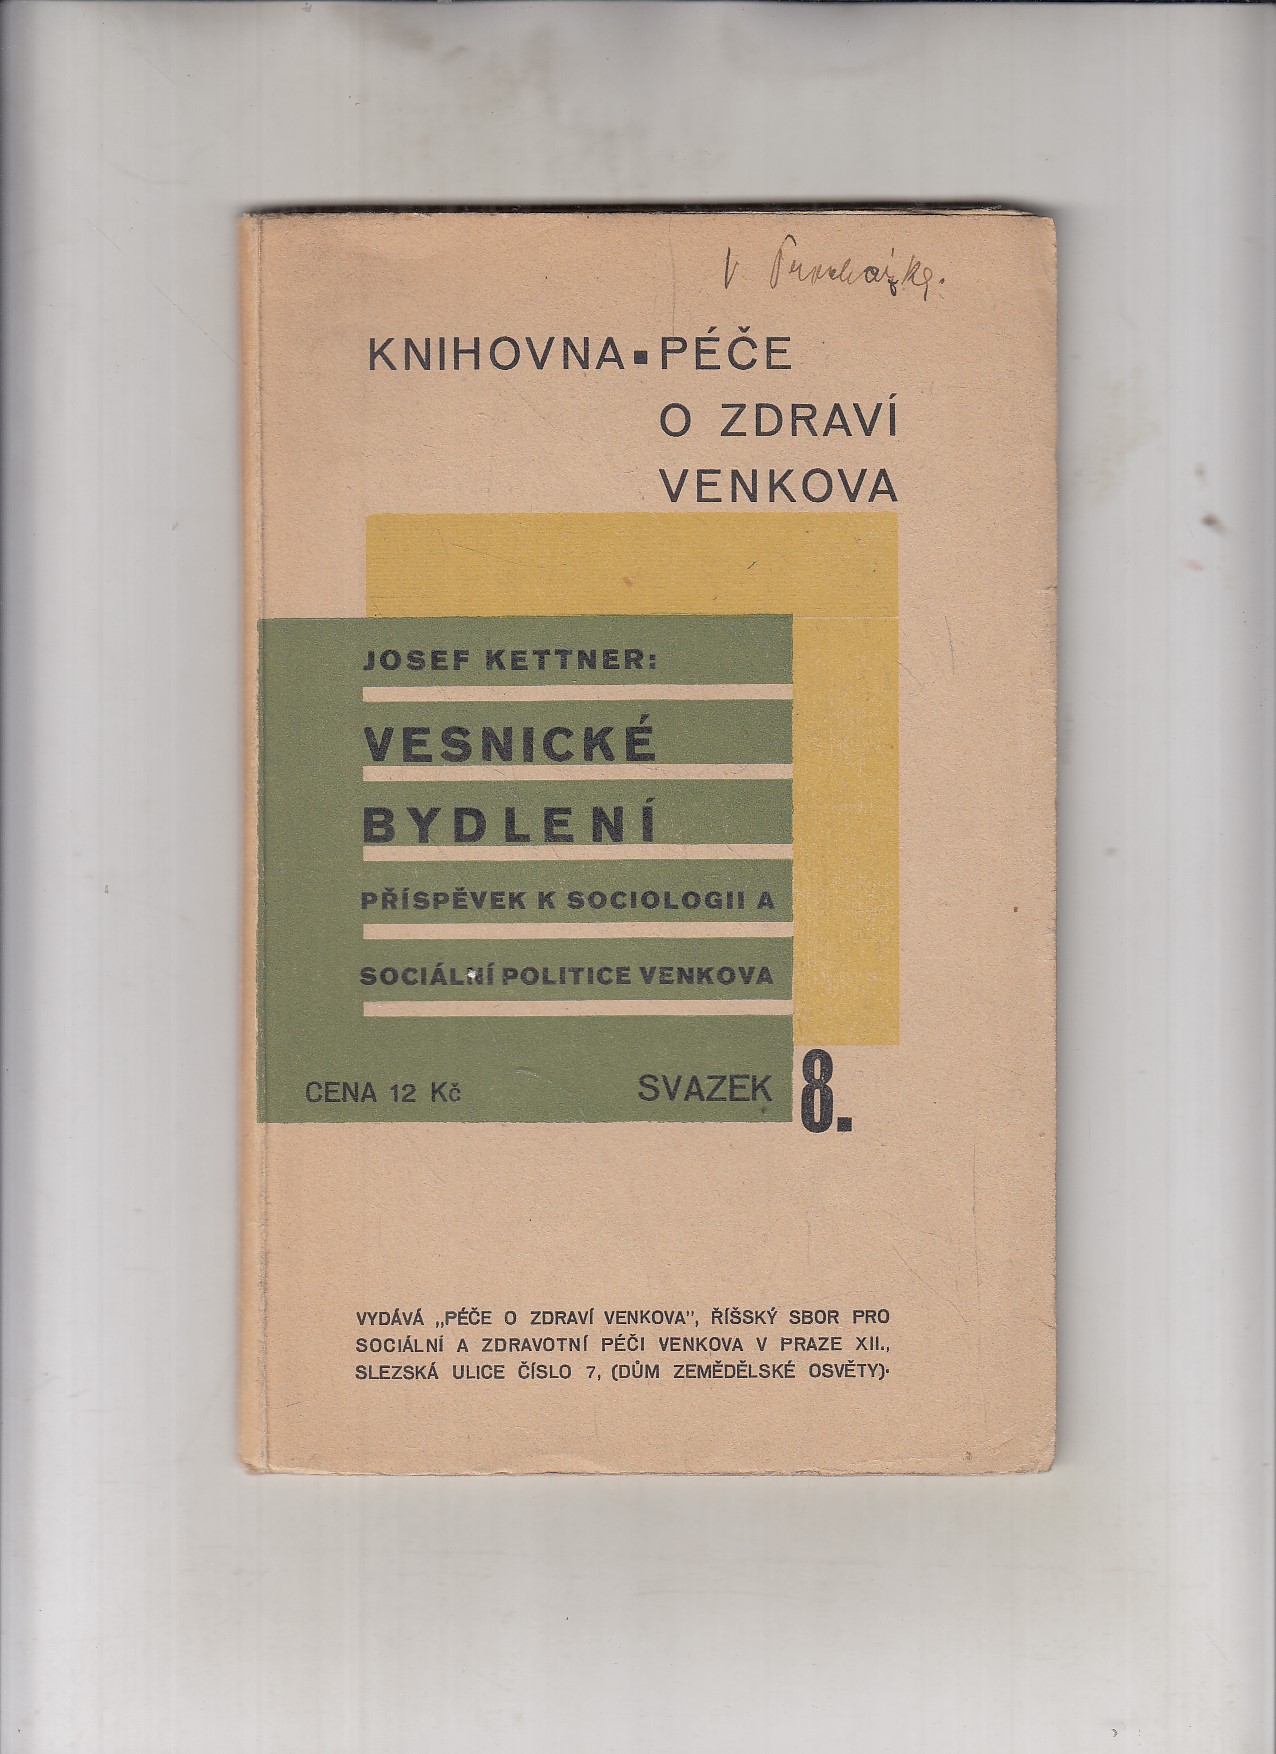 V. Procházka.
KNIHOVNA ▪ PÉČE
O ZDRAVÍ
VENKOVA
JOSEF KETTNER:
VESNICKÉ
BYDLENÍ
PŘÍSPĚVEK K SOCIOLOGII A
SOCIÁLNÍ POLITICE VENKOVA
CENA 12 Kč SVAZEK 8.
VYDÁVÁ „PÉČE O ZDRAVÍ VENKOVA", ŘÍŠSKÝ SBOR PRO
SOCIÁLNÍ A ZDRAVOTNÍ PÉČI VENKOVA V PRAZE XII.,
SLEZSKÁ ULICE ČÍSLO 7, (DŮM ZEMĚDĚLSKÉ OSVĚTY).